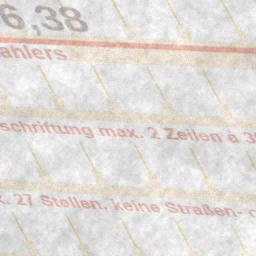 6,38
ahlers
schriftung max. 2 Zeilen à 3
. 27 Stellen, keine Straßen-